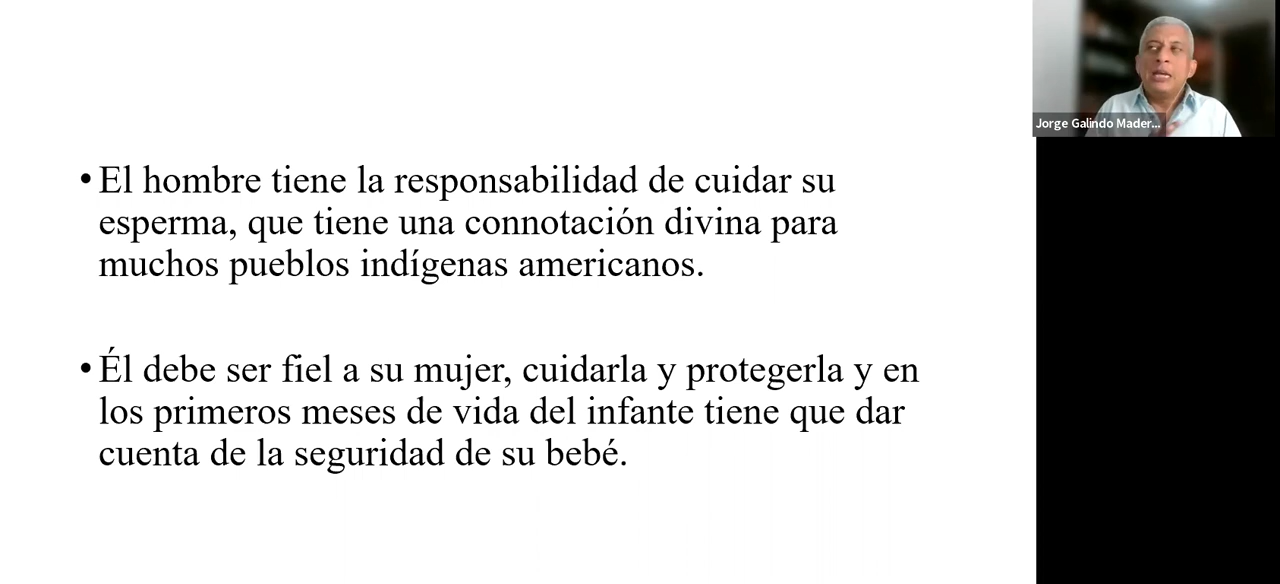 Jorge Galindo Mader...
• El hombre tiene la responsabilidad de cuidar su
esperma, que tiene una connotación divina para
muchos pueblos indígenas americanos.
• Él debe ser fiel a su mujer, cuidarla y protegerla y en
los primeros meses de vida del infante tiene que dar
cuenta de la seguridad de su bebé.